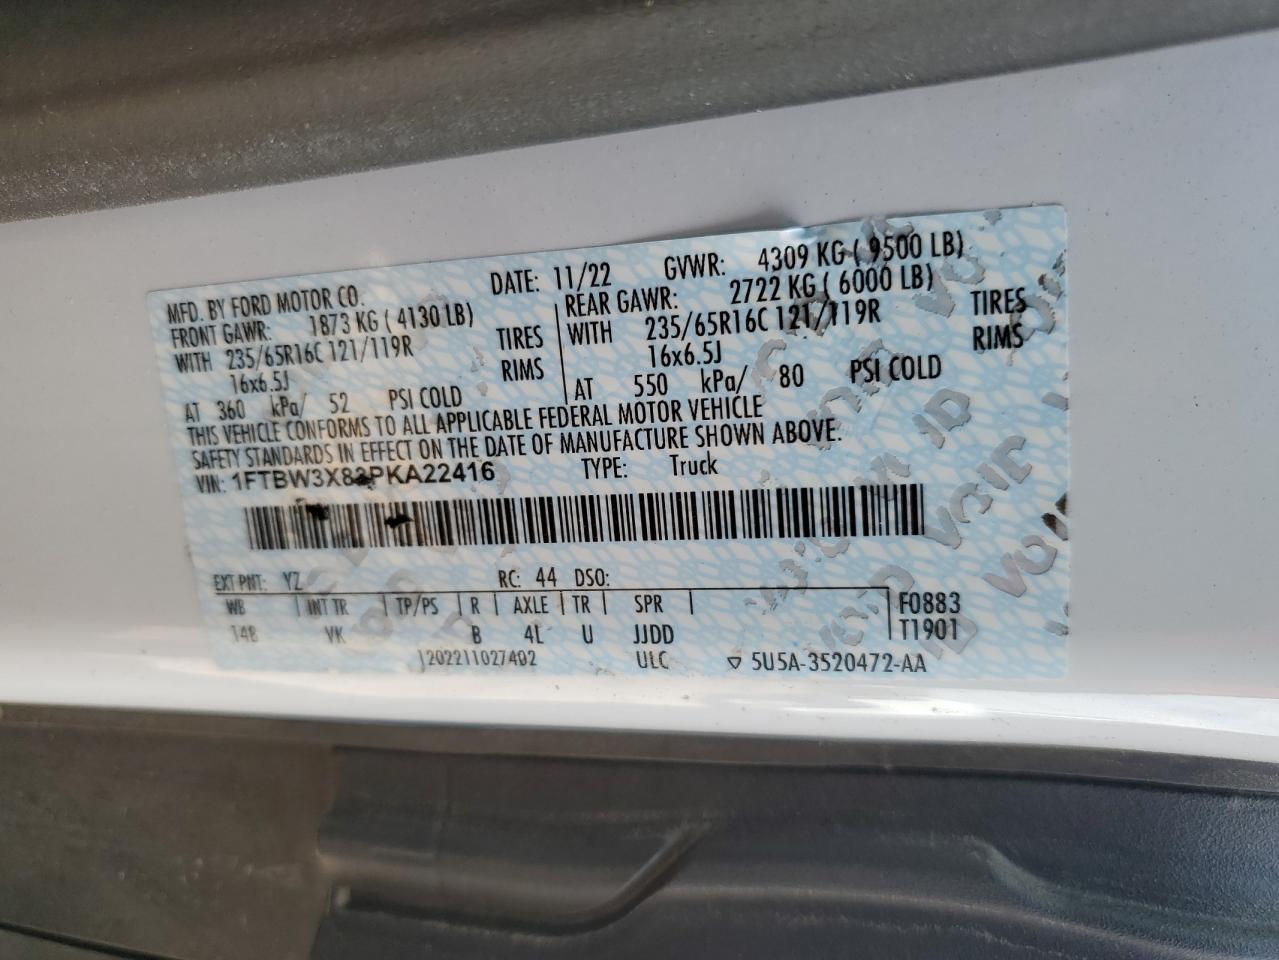 MFD. BY FORD MOTOR CO. DATE: 11/22 GVWR: 4309 KG ( 9500 LB)
FRONT GAWR: 1873 KG ( 4130 LB) REAR GAWR: 2722 KG ( 6000 LB)
WITH 235/65R16C 121/119R TIRES WITH 235/65R16C 121/119R TIRES
16x6.5J RIMS 16x6.5J RIMS
AT 360 kPa/ 52 PSI COLD AT 550 kPa/ 80 PSI COLD
THIS VEHICLE CONFORMS TO ALL APPLICABLE FEDERAL MOTOR VEHICLE
SAFETY STANDARDS IN EFFECT ON THE DATE OF MANUFACTURE SHOWN ABOVE.
VIN: TYPE: Truck
EXT PNT: YZ RC: 44 DSO:
WB INT TR TP/PS R AXLE TR SPR F0883
148 VK B 4L U JJDD T1901
202211027402 ULC ▽ 5U5A-3520472-AA
VOID
VOID